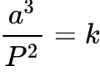 a³/P² = k